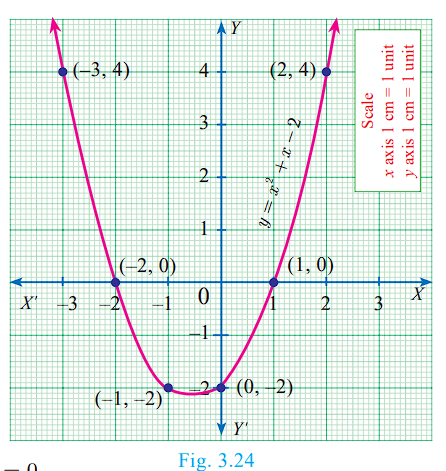 Y
(−3, 4)
4
(2, 4)
Scale
x axis 1 cm = 1 unit
y axis 1 cm = 1 unit
3
y = x² + x − 2
2
1
(−2, 0)
(1, 0)
X′ −3 −2 −1 0 1 2 3 X
−1
(−1, −2)
−2
(0, −2)
Y′
Fig. 3.24
= 0